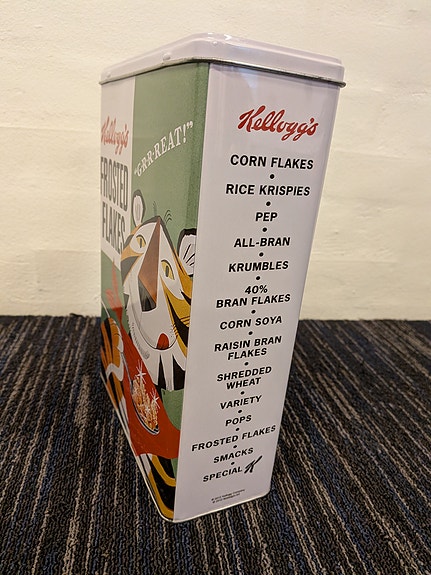 Kellogg's
FROSTED
FLAKES
"GR-R-REAT!"
Kellogg's
CORN FLAKES
•
RICE KRISPIES
•
PEP
•
ALL-BRAN
•
KRUMBLES
•
40%
BRAN FLAKES
•
CORN SOYA
•
RAISIN BRAN
FLAKES
•
SHREDDED
WHEAT
•
VARIETY
•
POPS
•
FROSTED FLAKES
•
SMACKS
•
SPECIAL K